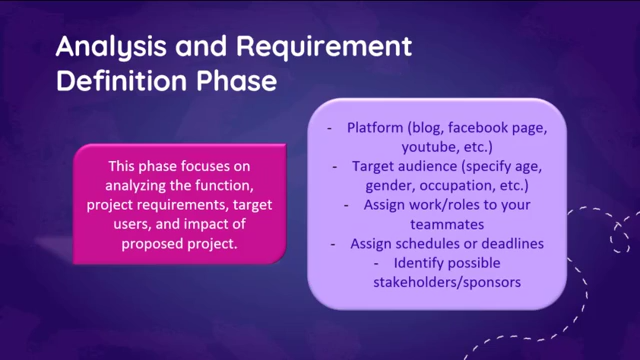 Analysis and Requirement
Definition Phase
This phase focuses on
analyzing the function,
project requirements, target
users, and impact of
proposed project.
- Platform (blog, facebook page,
youtube, etc.)
- Target audience (specify age,
gender, occupation, etc.)
- Assign work/roles to your
teammates
- Assign schedules or deadlines
- Identify possible
stakeholders/sponsors